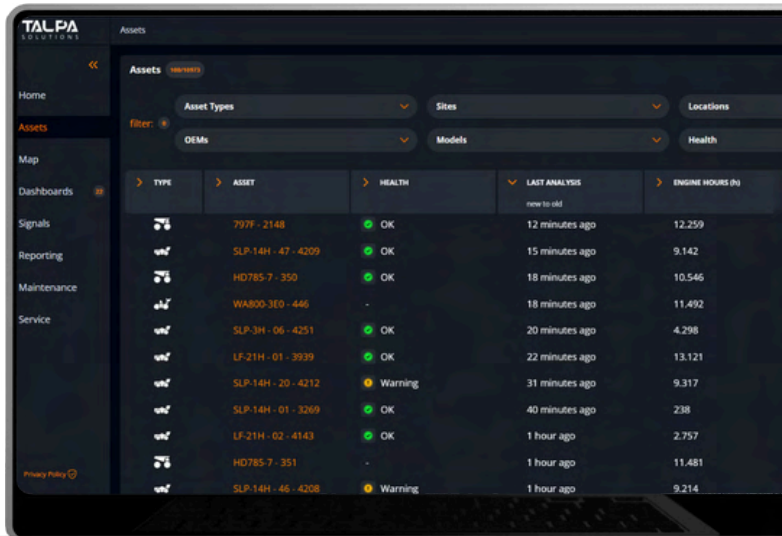 TALPA
SOLUTIONS
Assets
«
Assets 100/10973
Home
Assets
Map
Dashboards 22
Signals
Reporting
Maintenance
Service
Privacy Policy
filter: 0
Asset Types Sites Locations
OEMs Models Health
TYPE ASSET HEALTH LAST ANALYSIS ENGINE HOURS (h)
new to old
797F - 2148 OK 12 minutes ago 12.259
SLP-14H - 47 - 4209 OK 15 minutes ago 9.142
HD785-7 - 350 OK 18 minutes ago 10.546
WA800-3E0 - 446 - 18 minutes ago 11.492
SLP-3H - 06 - 4251 OK 20 minutes ago 4.298
LF-21H - 01 - 3939 OK 22 minutes ago 13.121
SLP-14H - 20 - 4212 Warning 31 minutes ago 9.317
SLP-14H - 01 - 3269 OK 40 minutes ago 238
LF-21H - 02 - 4143 OK 1 hour ago 2.757
HD785-7 - 351 - 1 hour ago 11.481
SLP-14H - 46 - 4208 Warning 1 hour ago 9.214